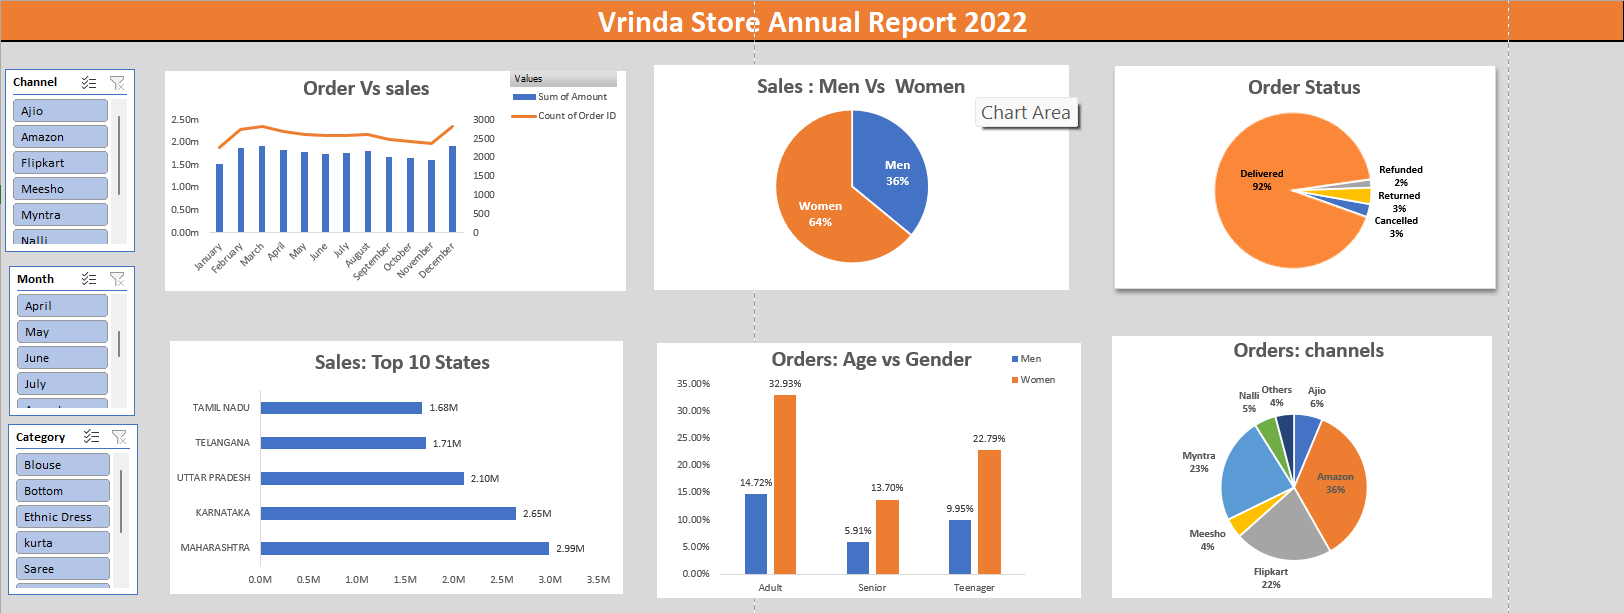 Vrinda Store Annual Report 2022
Channel
Ajio
Amazon
Flipkart
Meesho
Myntra
Nalli
Month
April
May
June
July
Category
Blouse
Bottom
Ethnic Dress
kurta
Saree
Order Vs sales
Values
Sum of Amount
Count of Order ID
2.50m
2.00m
1.50m
1.00m
0.50m
0.00m
3000
2500
2000
1500
1000
500
0
January
February
March
April
May
June
July
August
September
October
November
December
Sales : Men Vs  Women
Chart Area
Men
36%
Women
64%
Order Status
Delivered
92%
Refunded
2%
Returned
3%
Cancelled
3%
Sales: Top 10 States
TAMIL NADU
1.68M
TELANGANA
1.71M
UTTAR PRADESH
2.10M
KARNATAKA
2.65M
MAHARASHTRA
2.99M
0.0M 0.5M 1.0M 1.5M 2.0M 2.5M 3.0M 3.5M
Orders: Age vs Gender
Men
Women
35.00%
30.00%
25.00%
20.00%
15.00%
10.00%
5.00%
0.00%
14.72%
32.93%
5.91%
13.70%
9.95%
22.79%
Adult Senior Teenager
Orders: channels
Others
4%
Ajio
6%
Nalli
5%
Myntra
23%
Amazon
36%
Meesho
4%
Flipkart
22%